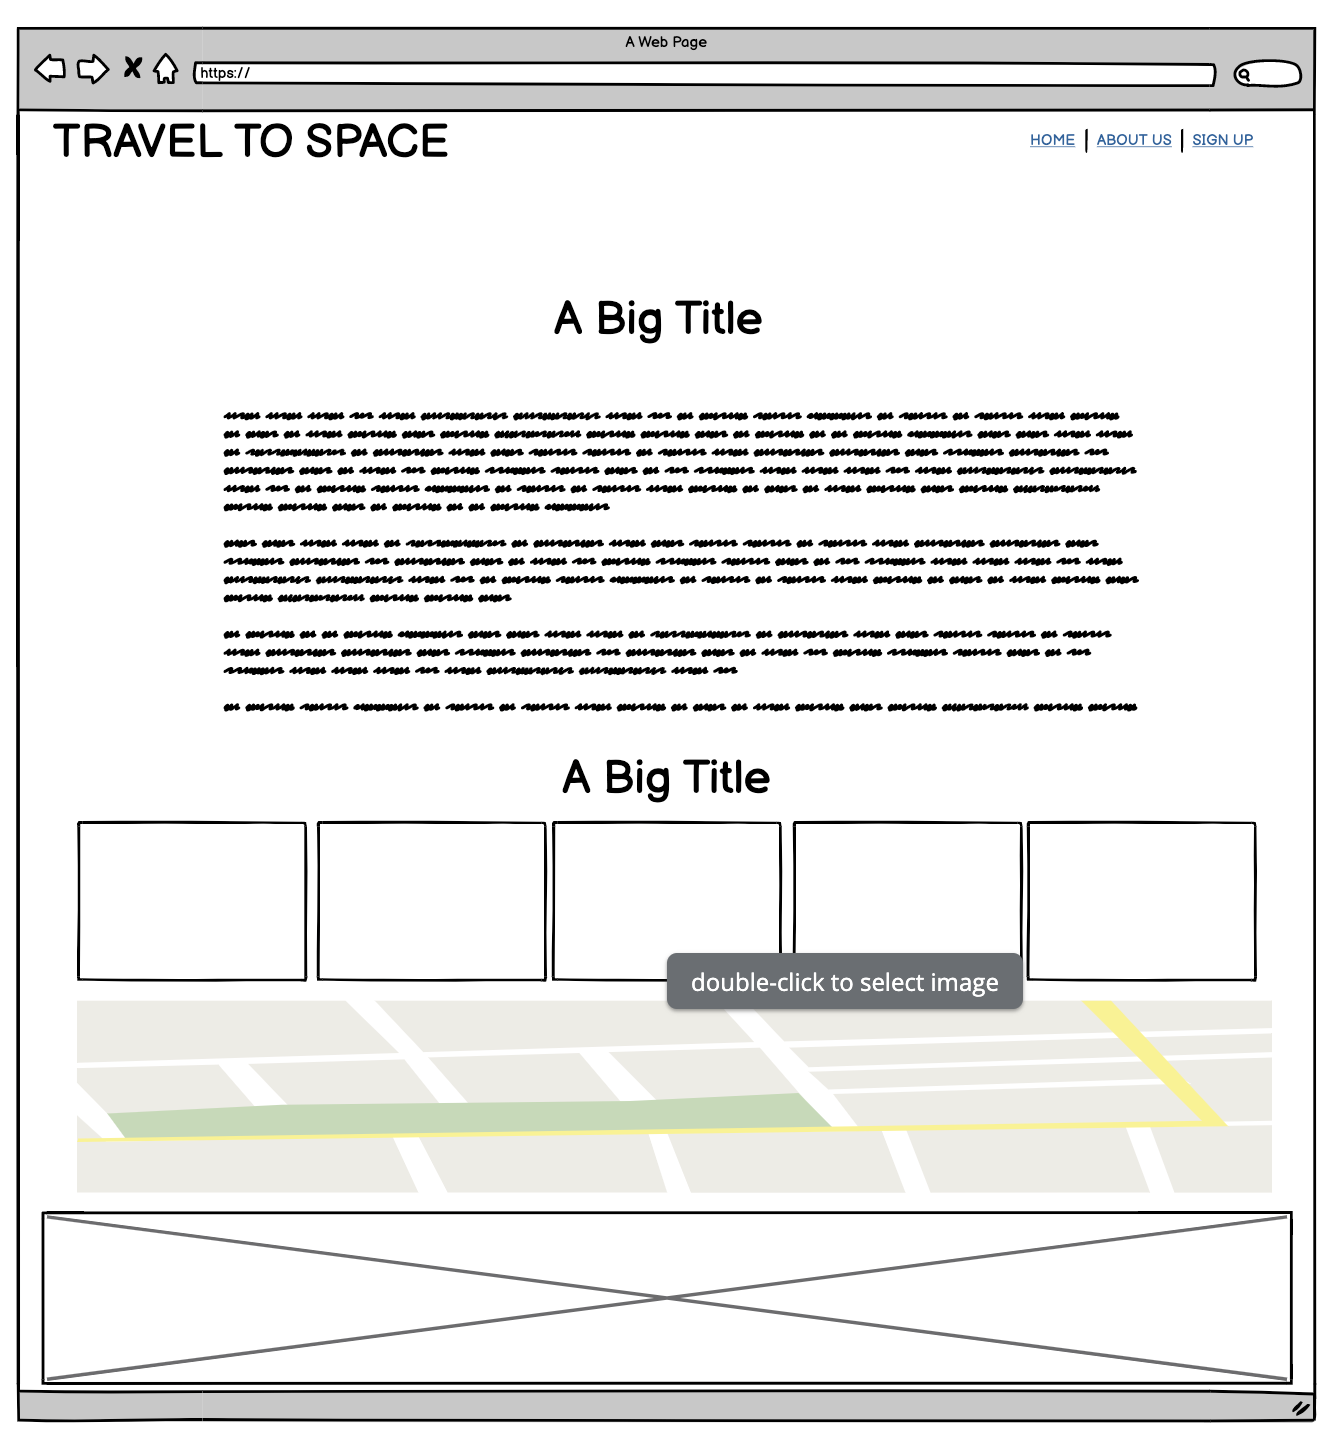 A Web Page
https://
TRAVEL TO SPACE
HOME | ABOUT US | SIGN UP
A Big Title
A Big Title
double-click to select image